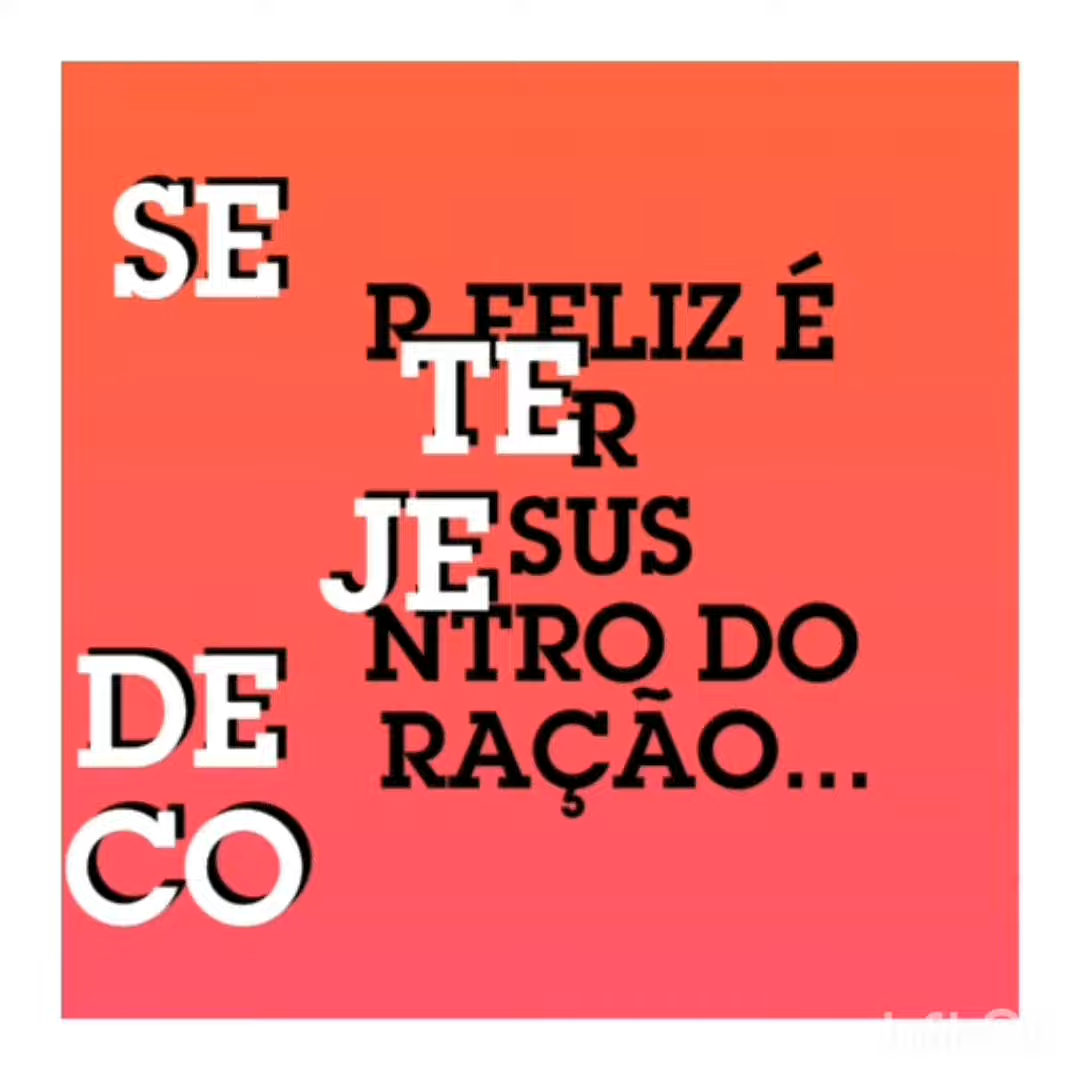 SER FELIZ É
TER
JESUS
DENTRO DO
CORAÇÃO...